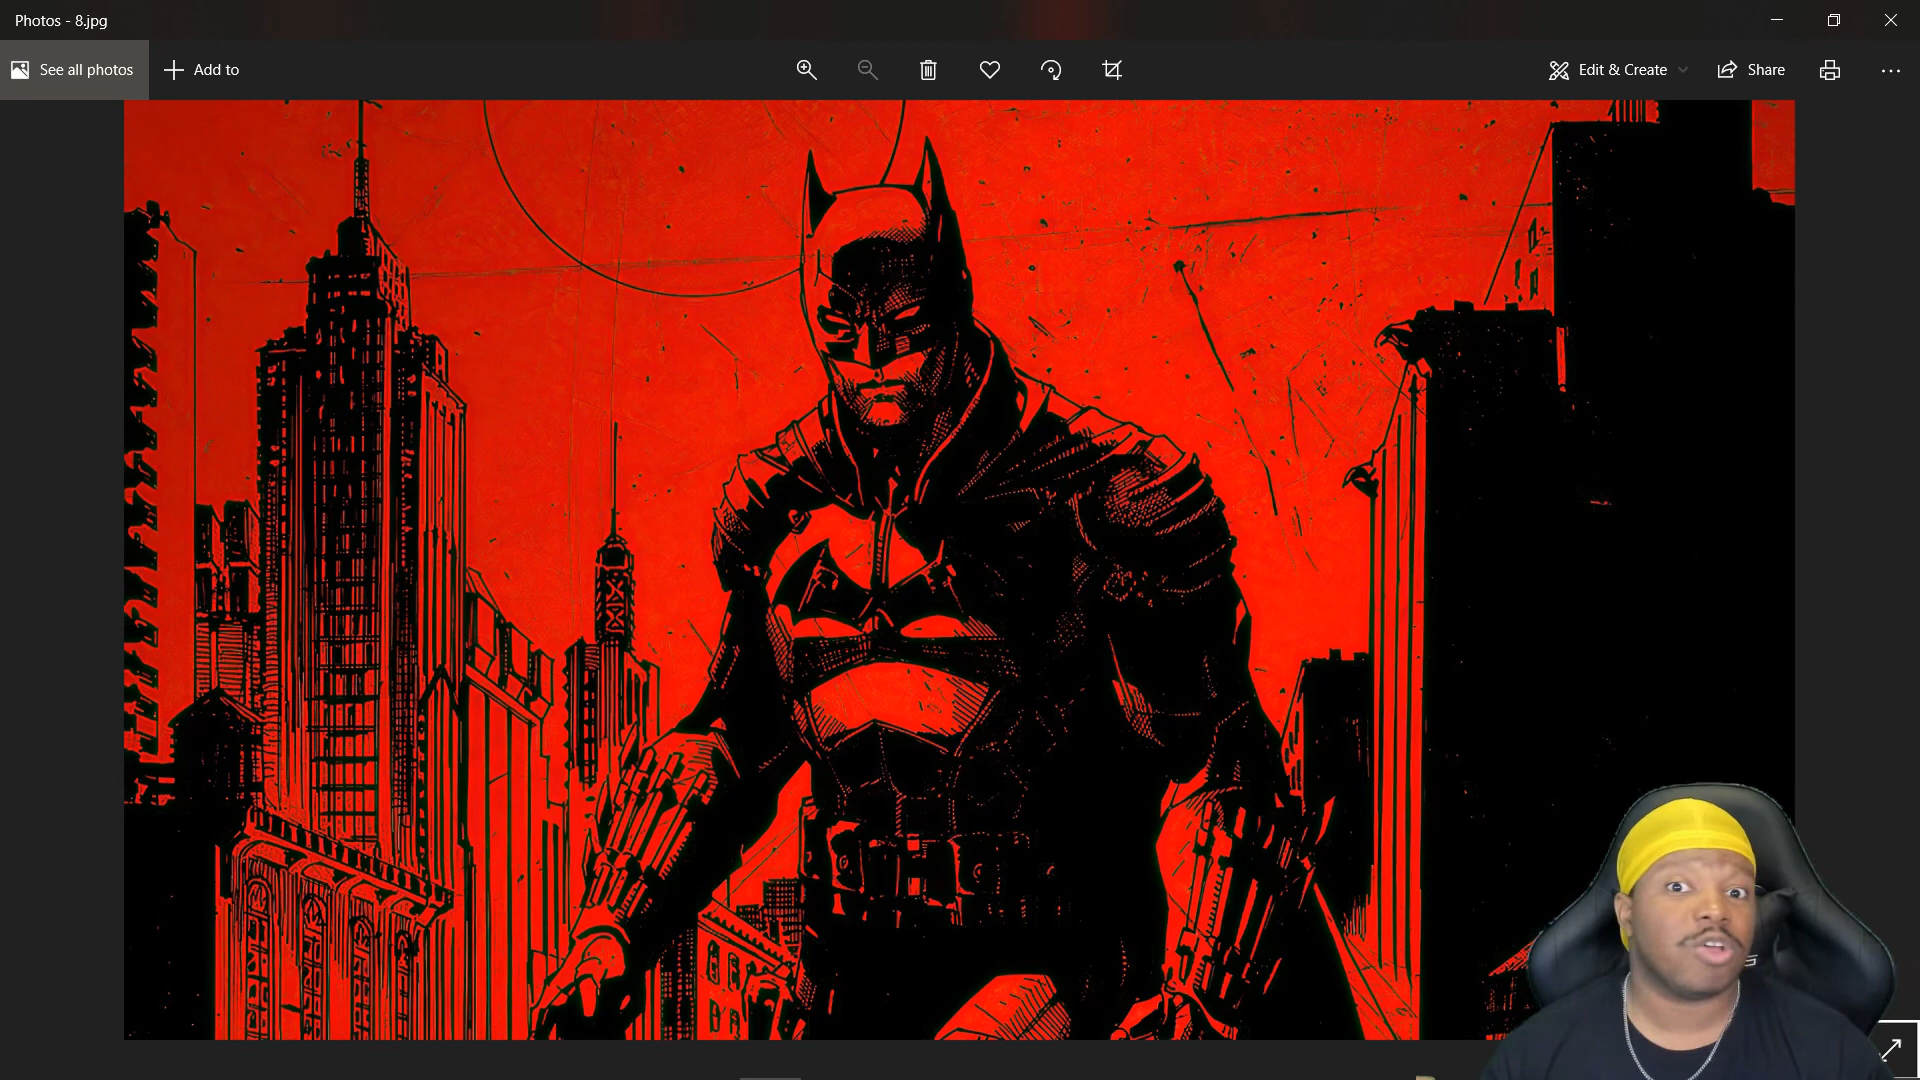 Photos - 8.jpg
See all photos
Add to
Edit & Create
Share